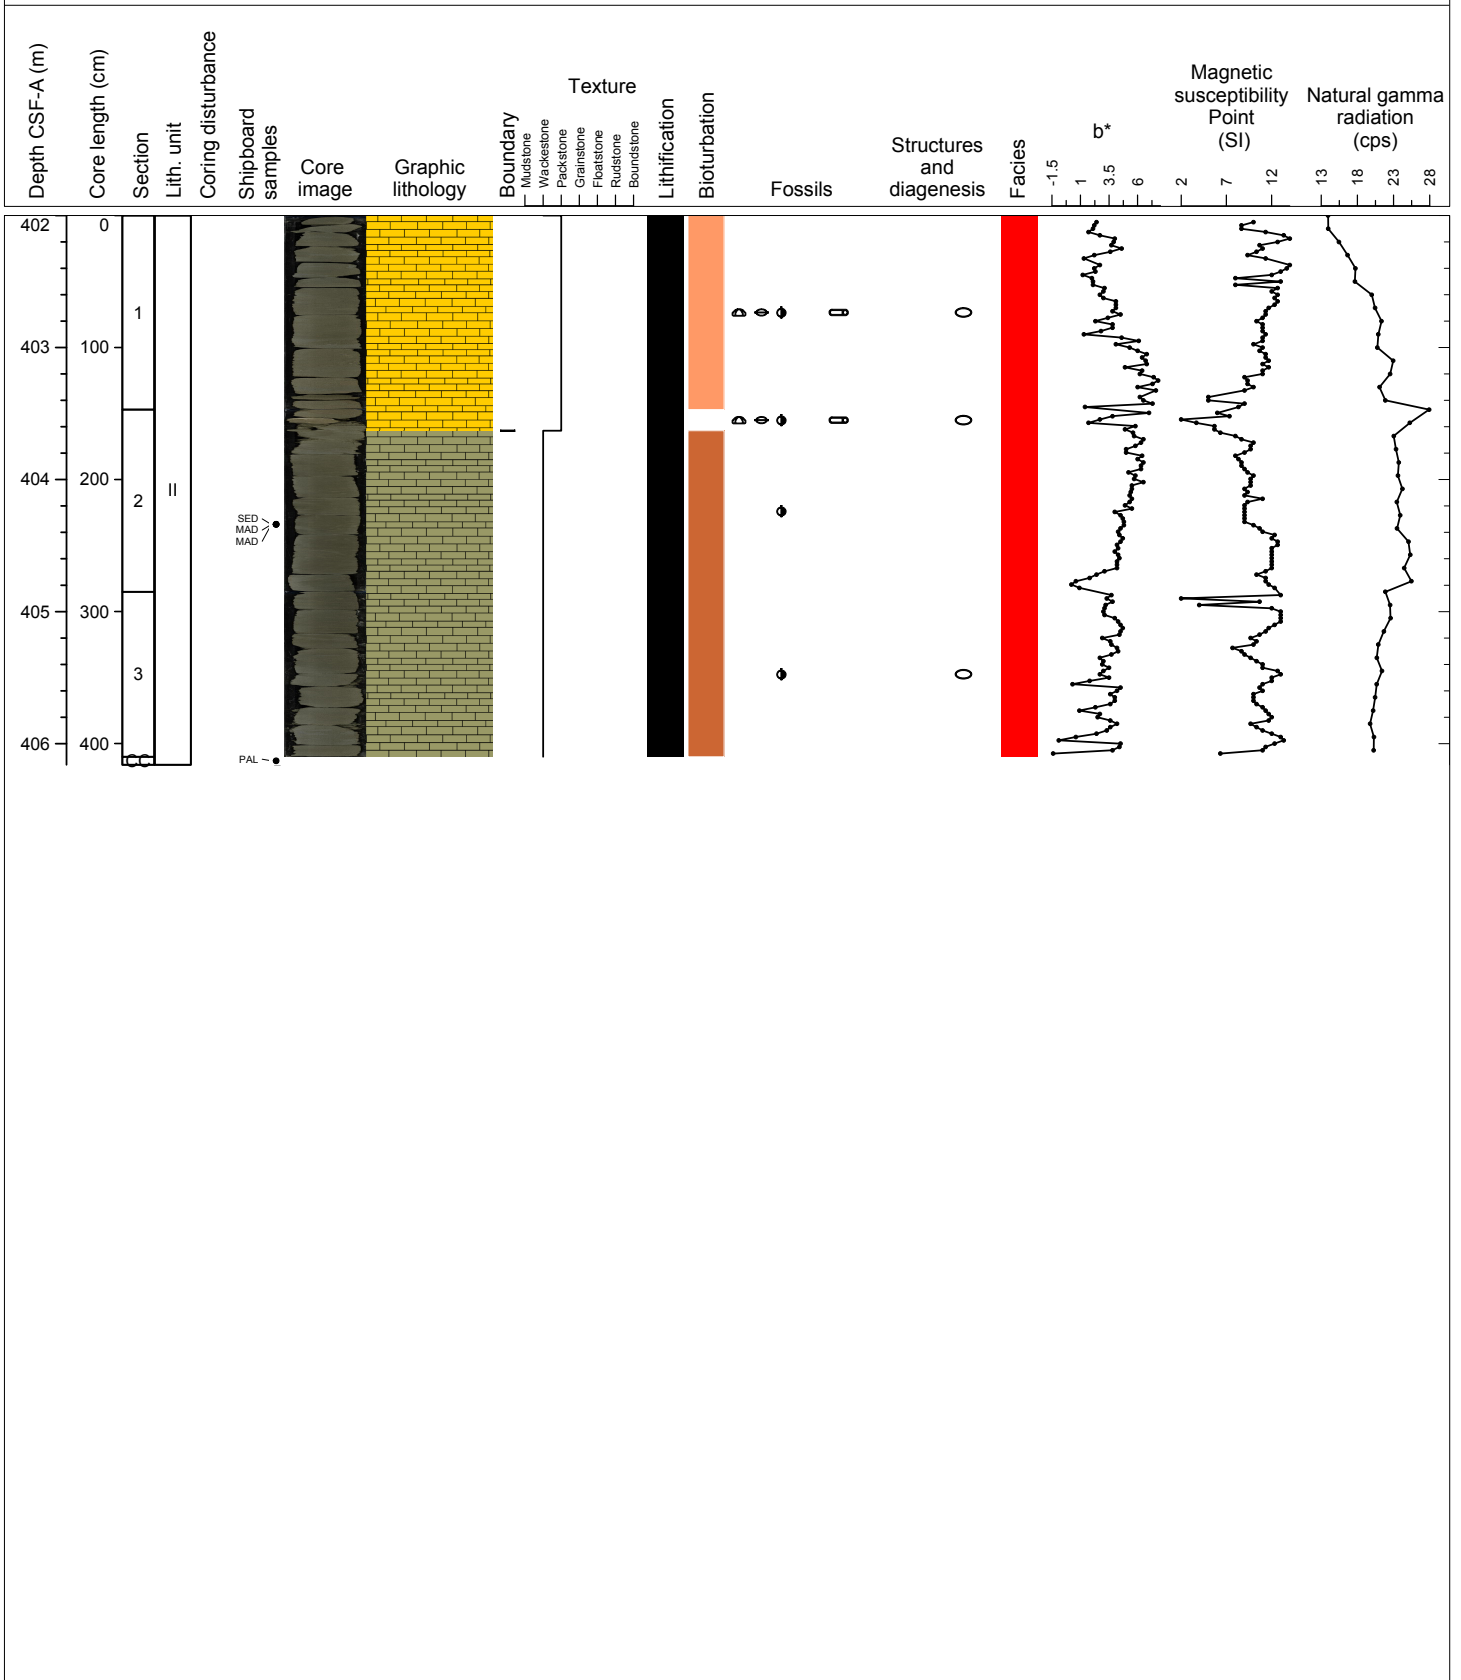 Depth CSF-A (m)
Core length (cm)
Section
Lith. unit
Coring disturbance
Shipboard
samples
Core
image
Graphic
lithology
Boundary
Texture
Mudstone
Wackestone
Packstone
Grainstone
Floatstone
Rudstone
Boundstone
Lithification
Bioturbation
Fossils
Structures
and
diagenesis
Facies
b*
-1.5 1 3.5 6
Magnetic
susceptibility
Point
(SI)
2 7 12
Natural gamma
radiation
(cps)
13 18 23 28
402 0
1
403 100
404 200
2
II
SED
MAD
MAD
405 300
3
406 400
CC
PAL